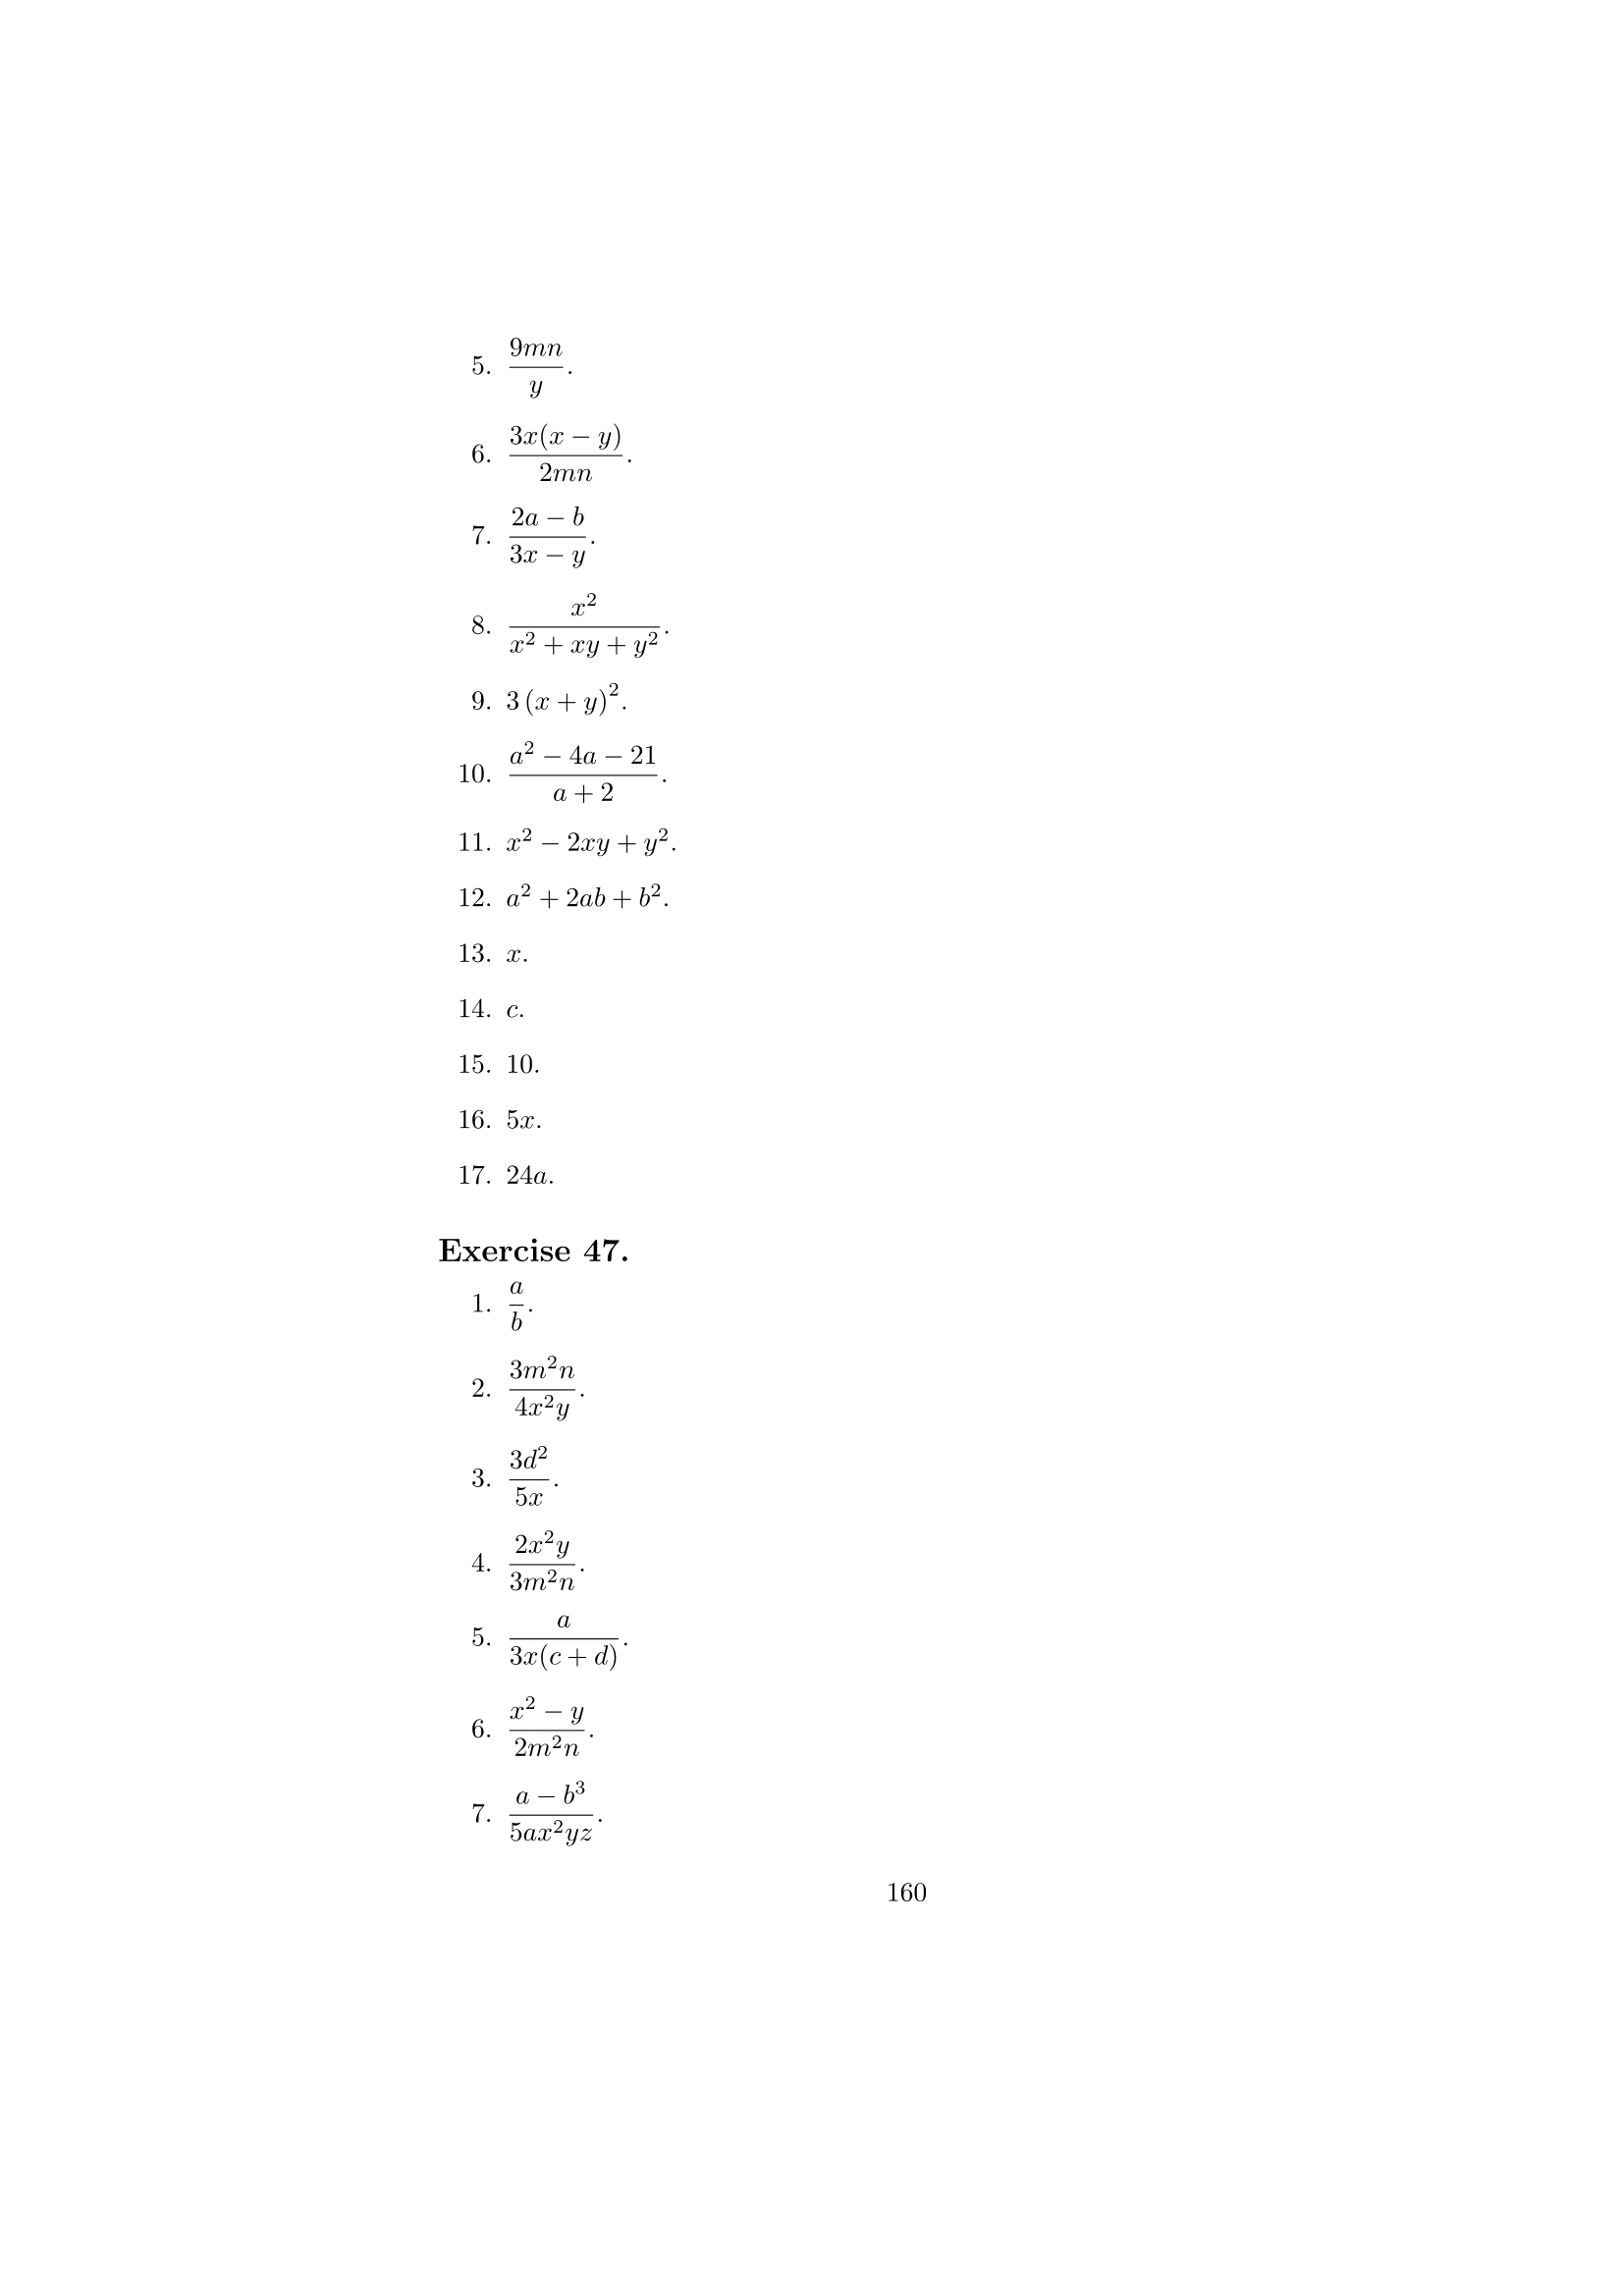 5. \frac{9mn}{y}.
6. \frac{3x(x-y)}{2mn}.
7. \frac{2a-b}{3x-y}.
8. \frac{x^2}{x^2+xy+y^2}.
9. 3(x+y)^2.
10. \frac{a^2-4a-21}{a+2}.
11. x^2-2xy+y^2.
12. a^2+2ab+b^2.
13. x.
14. c.
15. 10.
16. 5x.
17. 24a.
Exercise 47.
1. \frac{a}{b}.
2. \frac{3m^2n}{4x^2y}.
3. \frac{3d^2}{5x}.
4. \frac{2x^2y}{3m^2n}.
5. \frac{a}{3x(c+d)}.
6. \frac{x^2-y}{2m^2n}.
7. \frac{a-b^3}{5ax^2yz}.
160